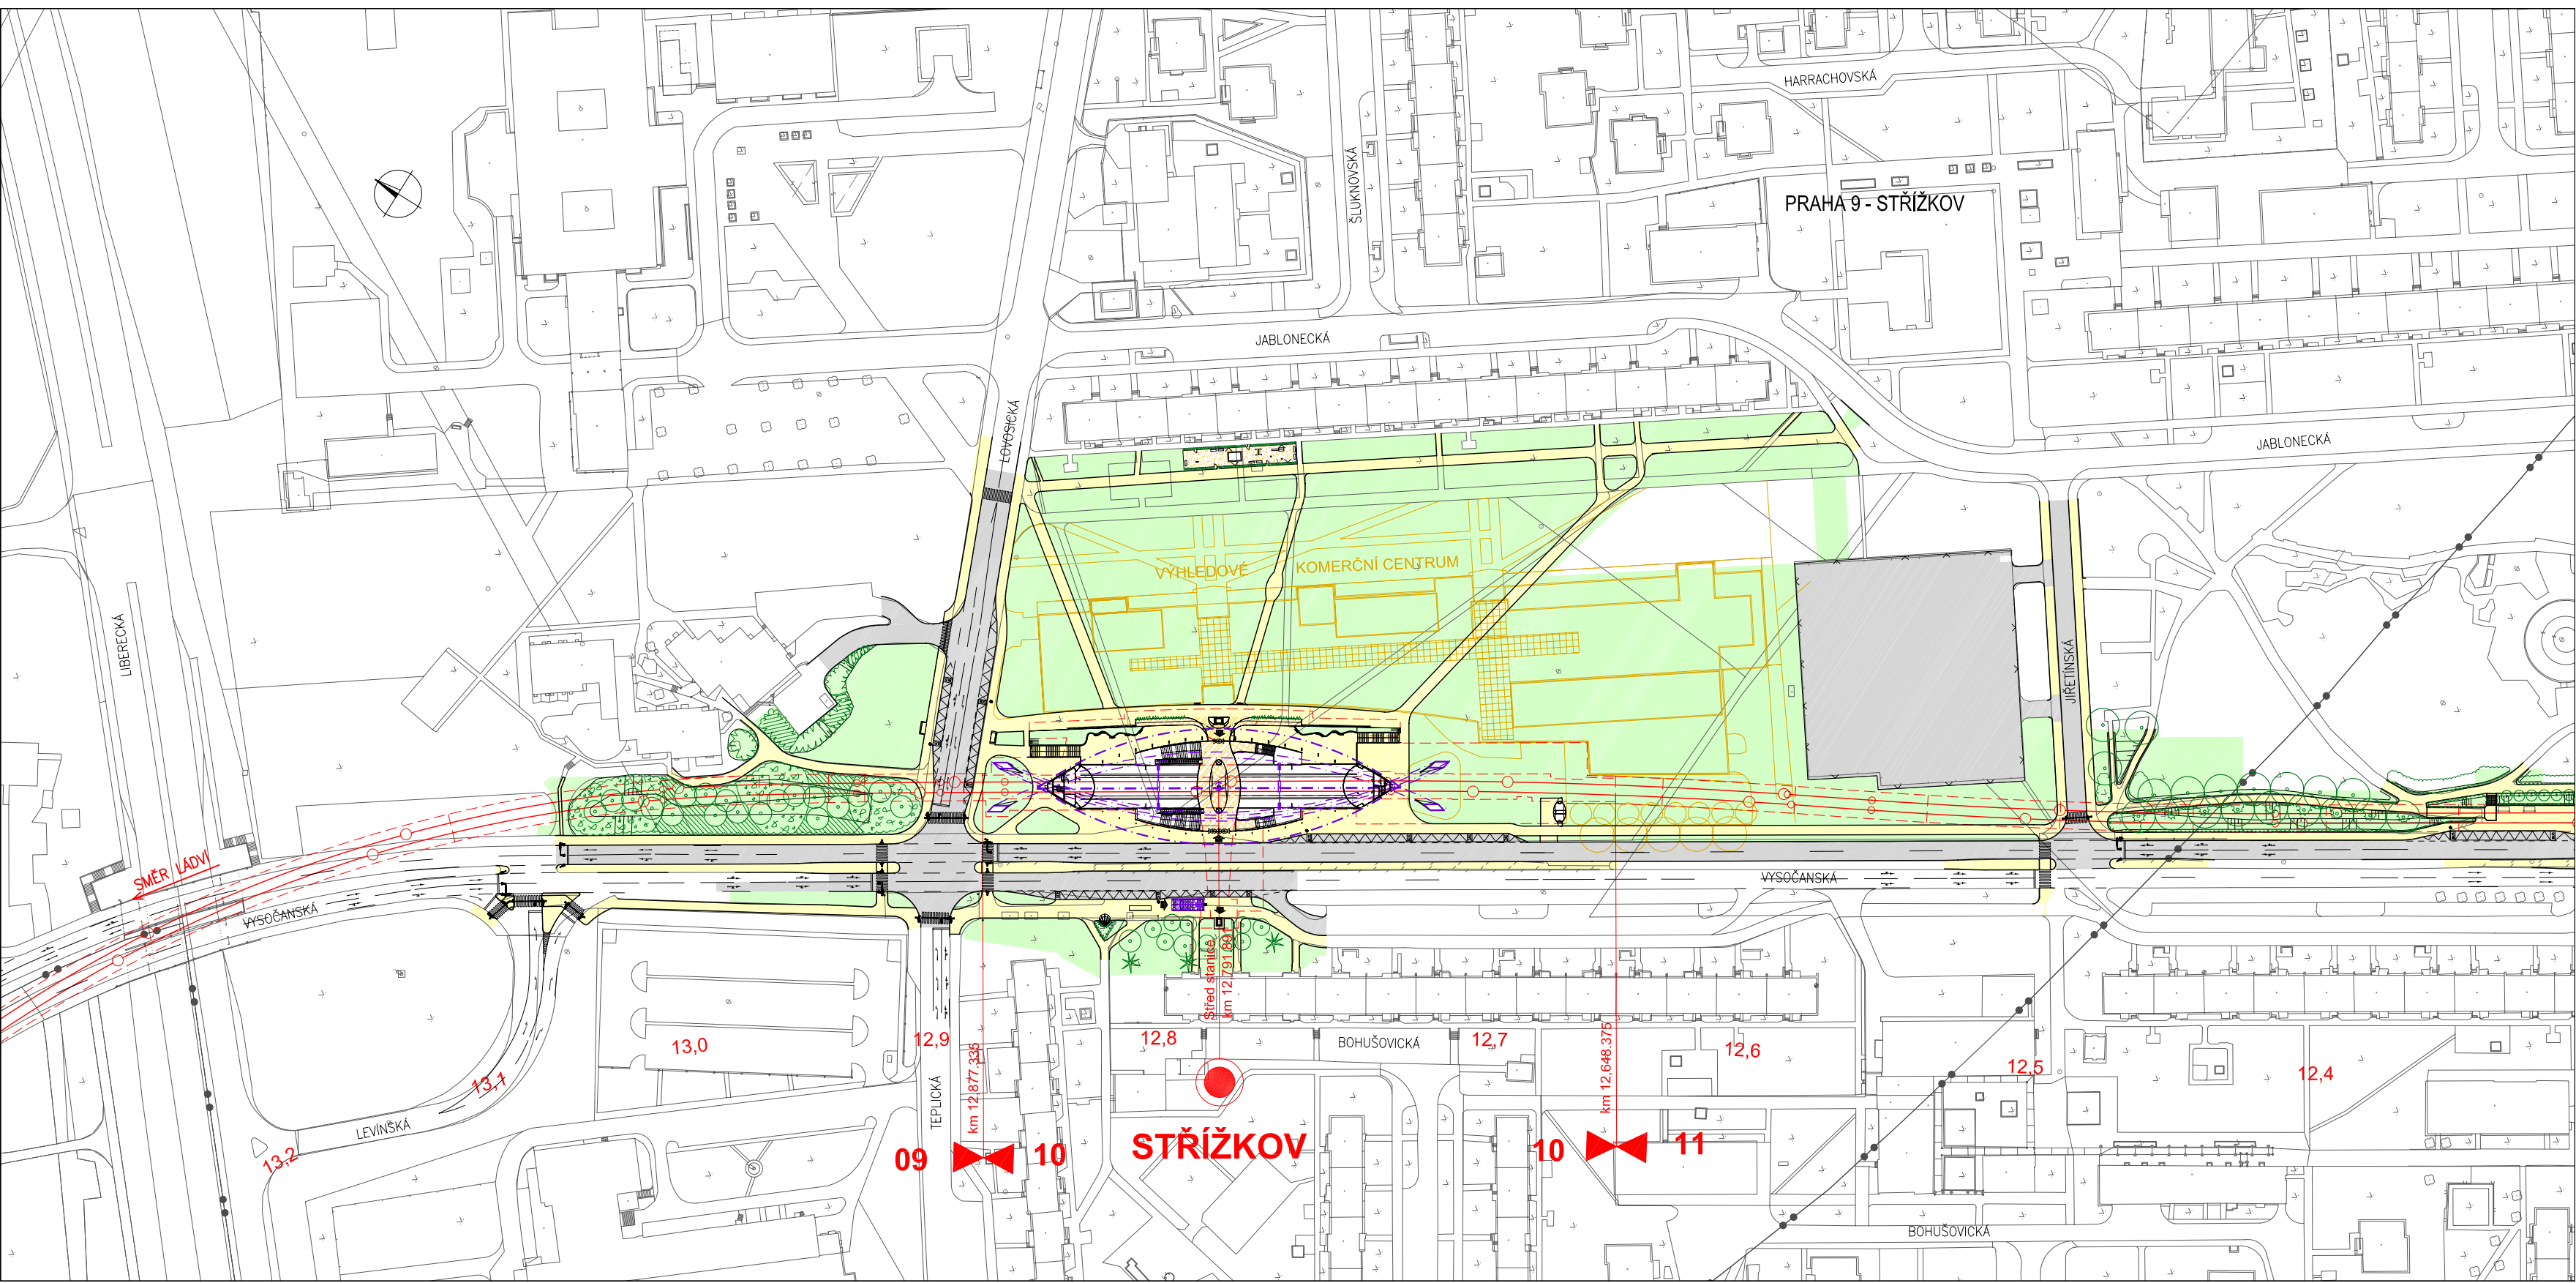 HARRACHOVSKÁ
ŠLUKNOVSKÁ
PRAHA 9 - STŘÍŽKOV
JABLONECKÁ
LOVOSICKÁ
JABLONECKÁ
VÝHLEDOVÉ KOMERČNÍ CENTRUM
LIBERECKÁ
JIŘETÍNSKÁ
SMĚR LÁDVÍ
VYSOČANSKÁ
VYSOČANSKÁ
Střed stanice
km 12,791.891
13,0
12,9
12,8
BOHUŠOVICKÁ
12,7
12,6
12,5
12,4
13,1
km 12,877.335
km 12,648.375
TEPLICKÁ
LEVÍNSKÁ
13,2
09
10
STŘÍŽKOV
10
11
BOHUŠOVICKÁ